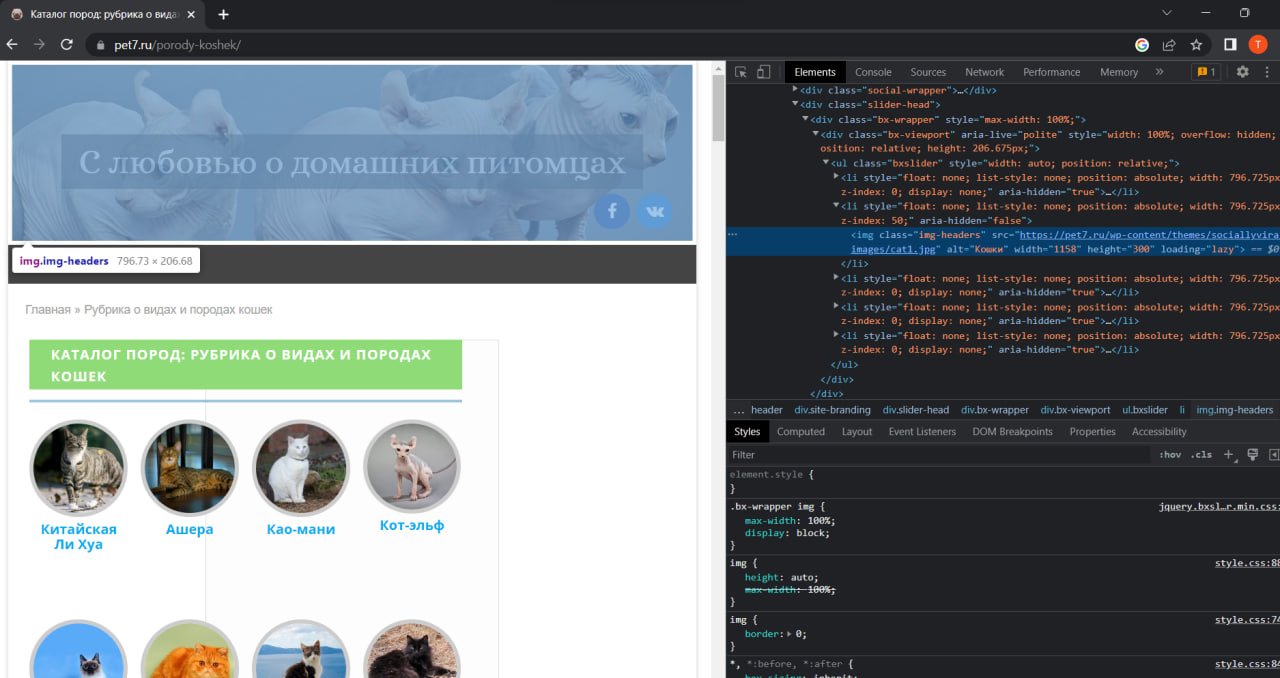 Каталог пород: рубрика о вида
pet7.ru/porody-koshek/
T
С любовью о домашних питомцах
img.img-headers 796.73 × 206.68
Главная » Рубрика о видах и породах кошек
КАТАЛОГ ПОРОД: РУБРИКА О ВИДАХ И ПОРОДАХ
КОШЕК
Китайская
Ли Хуа
Ашера
Као-мани
Кот-эльф
Elements Console Sources Network Performance Memory » 1
<div class="social-wrapper">…</div>
<div class="slider-head">
<div class="bx-wrapper" style="max-width: 100%;">
<div class="bx-viewport" aria-live="polite" style="width: 100%; overflow: hidden;
osition: relative; height: 206.675px;">
<ul class="bxslider" style="width: auto; position: relative;">
<li style="float: none; list-style: none; position: absolute; width: 796.725px
z-index: 0; display: none;" aria-hidden="true">…</li>
<li style="float: none; list-style: none; position: absolute; width: 796.725px
z-index: 50;" aria-hidden="false">
<img class="img-headers" src="https://pet7.ru/wp-content/themes/sociallyvira
images/cat1.jpg" alt="Кошки" width="1158" height="300" loading="lazy"> == $0
</li>
<li style="float: none; list-style: none; position: absolute; width: 796.725px
z-index: 0; display: none;" aria-hidden="true">…</li>
<li style="float: none; list-style: none; position: absolute; width: 796.725px
z-index: 0; display: none;" aria-hidden="true">…</li>
<li style="float: none; list-style: none; position: absolute; width: 796.725px
z-index: 0; display: none;" aria-hidden="true">…</li>
</ul>
</div>
</div>
… header div.site-branding div.slider-head div.bx-wrapper div.bx-viewport ul.bxslider li img.img-headers
Styles Computed Layout Event Listeners DOM Breakpoints Properties Accessibility
Filter :hov .cls
element.style {
}
.bx-wrapper img { jquery.bxsl…r.min.css:
max-width: 100%;
display: block;
}
img { style.css:88
height: auto;
max-width: 100%;
}
img { style.css:74
border: 0;
}
*, *:before, *:after { style.css:84
box-sizing: inherit;